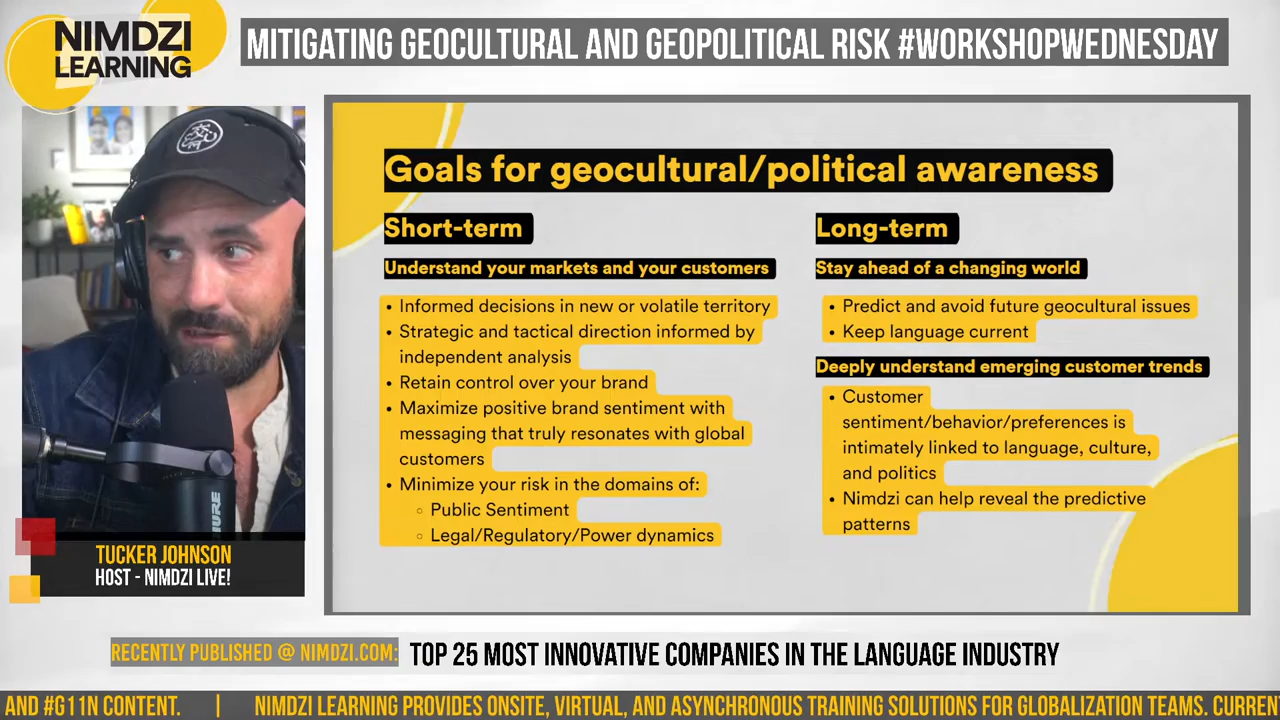 NIMDZI
LEARNING
MITIGATING GEOCULTURAL AND GEOPOLITICAL RISK #WORKSHOPWEDNESDAY
Goals for geocultural/political awareness
Short-term
Understand your markets and your customers
• Informed decisions in new or volatile territory
• Strategic and tactical direction informed by
independent analysis
• Retain control over your brand
• Maximize positive brand sentiment with
messaging that truly resonates with global
customers
• Minimize your risk in the domains of:
◦ Public Sentiment
◦ Legal/Regulatory/Power dynamics
Long-term
Stay ahead of a changing world
• Predict and avoid future geocultural issues
• Keep language current
Deeply understand emerging customer trends
• Customer
sentiment/behavior/preferences is
intimately linked to language, culture,
and politics
• Nimdzi can help reveal the predictive
patterns
TUCKER JOHNSON
HOST - NIMDZI LIVE!
RECENTLY PUBLISHED @ NIMDZI.COM: TOP 25 MOST INNOVATIVE COMPANIES IN THE LANGUAGE INDUSTRY
AND #G11N CONTENT. | NIMDZI LEARNING PROVIDES ONSITE, VIRTUAL, AND ASYNCHRONOUS TRAINING SOLUTIONS FOR GLOBALIZATION TEAMS. CURREN